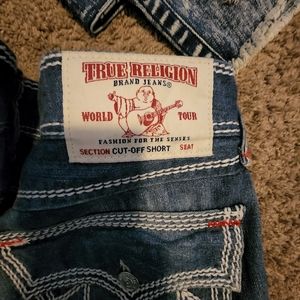 TRUE RELIGION
BRAND JEANS®
WORLD TOUR
FASHION FOR THE SENSES
SECTION CUT-OFF SHORT SEAT